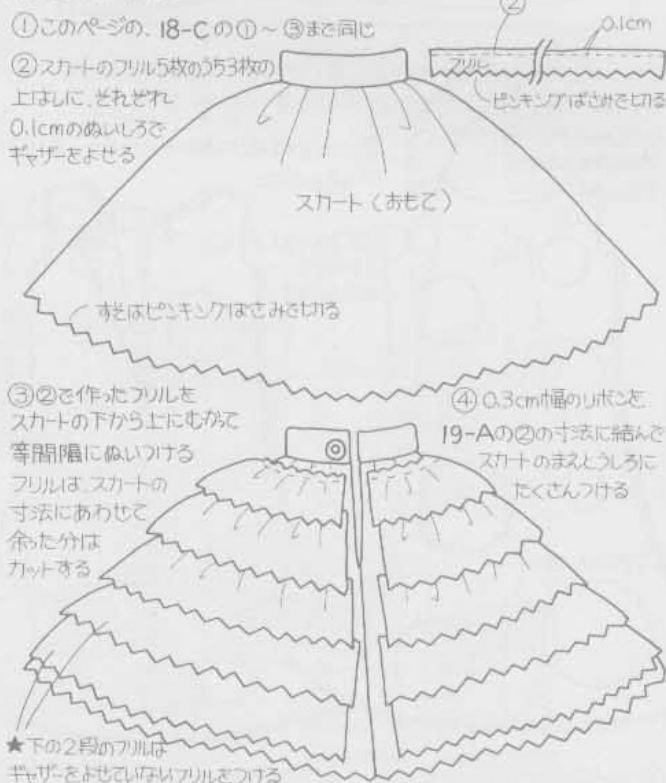 ①このページの、18-Cの①~③まで同じ
②スカートのフリル5枚のうち3枚の
上はしに、それぞれ
0.1cmのぬいしろで
ギャザーをよせる
②
0.1cm
フリル
ピンキングばさみで切る
スカート(おもて)
すそはピンキングばさみで切る
③②で作ったフリルを
スカートの下から上にむかって
等間隔にぬいつける
フリルは、スカートの
寸法にあわせて
余った分は
カットする
④0.3cm幅のリボンを
19-Aの②の寸法に結んで
スカートのまえとうしろに
たくさんつける
★下の2段のフリルは
ギャザーをよせていないフリルをつける